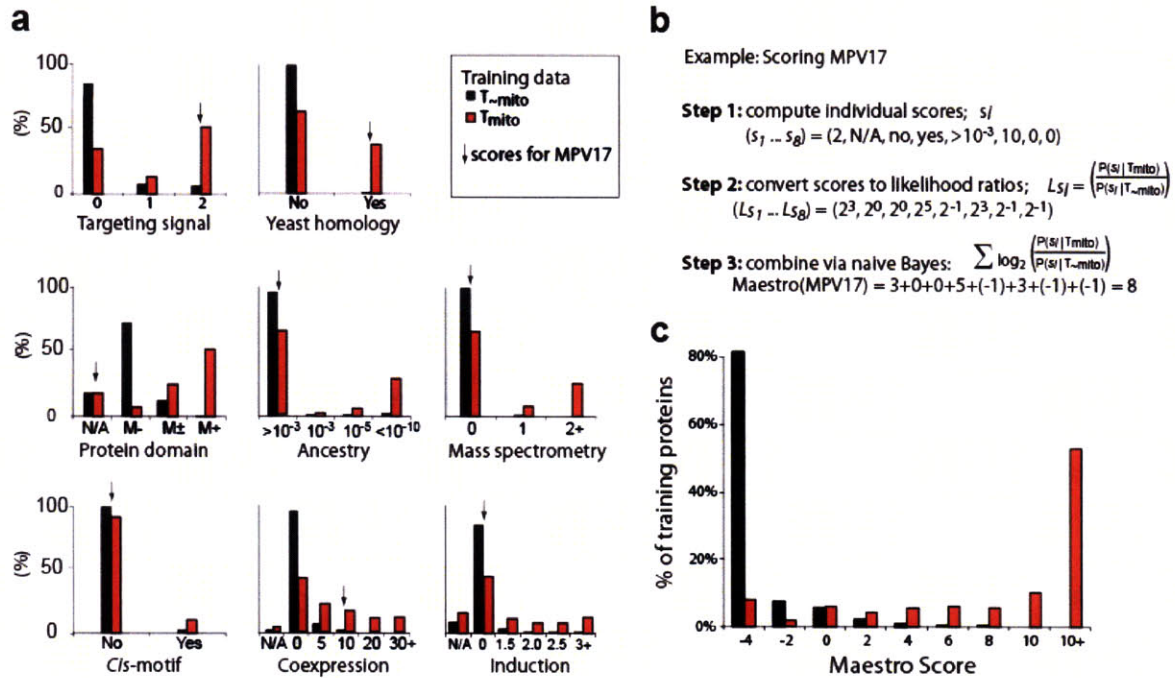 a
100
50
0
(%)
0 1 2
Targeting signal
No Yes
Yeast homology
Training data
T~mito
Tmito
scores for MPV17
100
50
0
(%)
N/A M- M± M+
Protein domain
>10⁻³ 10⁻³ 10⁻⁵ <10⁻¹⁰
Ancestry
0 1 2+
Mass spectrometry
100
50
0
(%)
No Yes
Cis-motif
N/A 0 5 10 20 30+
Coexpression
N/A 0 1.5 2.0 2.5 3+
Induction
b
Example: Scoring MPV17
Step 1: compute individual scores; si
(s₁ ... s₈) = (2, N/A, no, yes, >10⁻³, 10, 0, 0)
Step 2: convert scores to likelihood ratios; Lsi = (P(si|Tmito) / P(si|T~mito))
(Ls₁ ... Ls₈) = (2³, 2⁰, 2⁰, 2⁵, 2⁻¹, 2³, 2⁻¹, 2⁻¹)
Step 3: combine via naive Bayes: ∑ log₂ (P(si|Tmito) / P(si|T~mito))
Maestro(MPV17) = 3+0+0+5+(-1)+3+(-1)+(-1) = 8
c
% of training proteins
80%
60%
40%
20%
0%
-4 -2 0 2 4 6 8 10 10+
Maestro Score